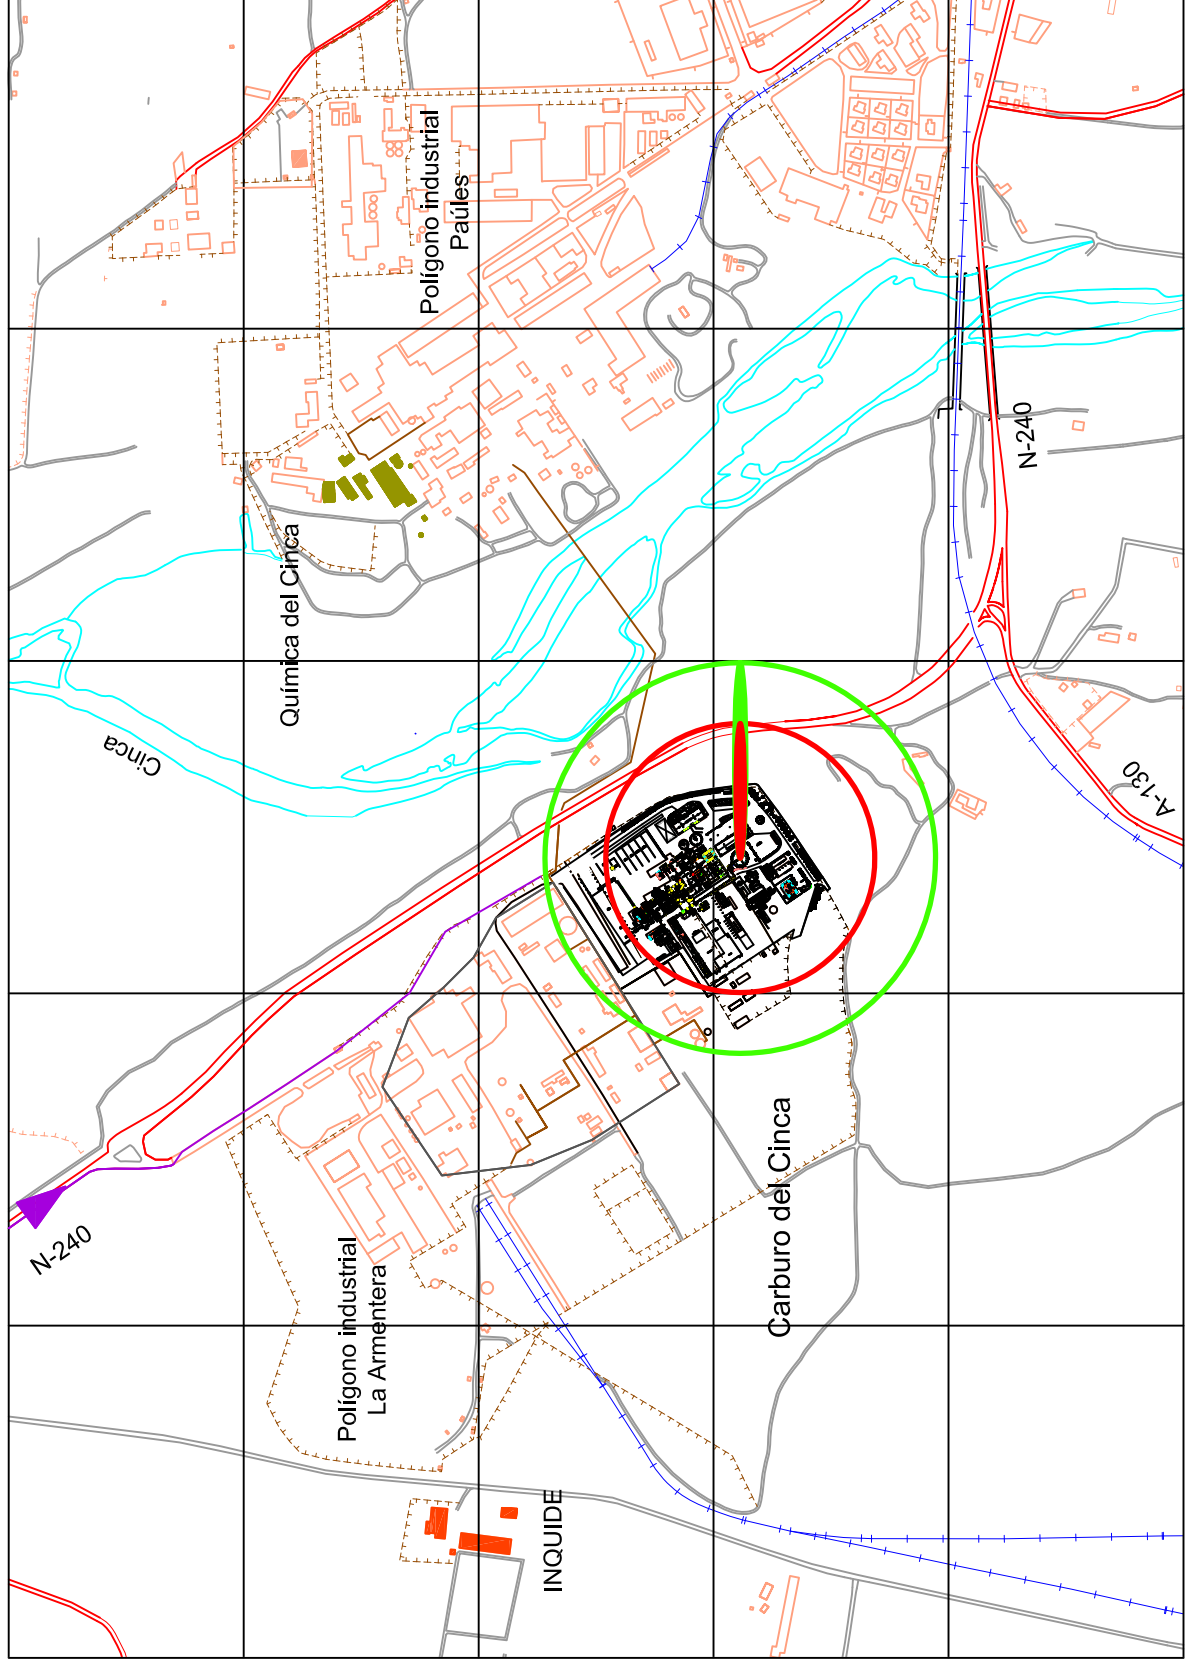 Polígono industrial
Paúles
N-240
Química del Cinca
Cinca
A-130
Carburo del Cinca
N-240
Polígono industrial
La Armentera
INQUIDE